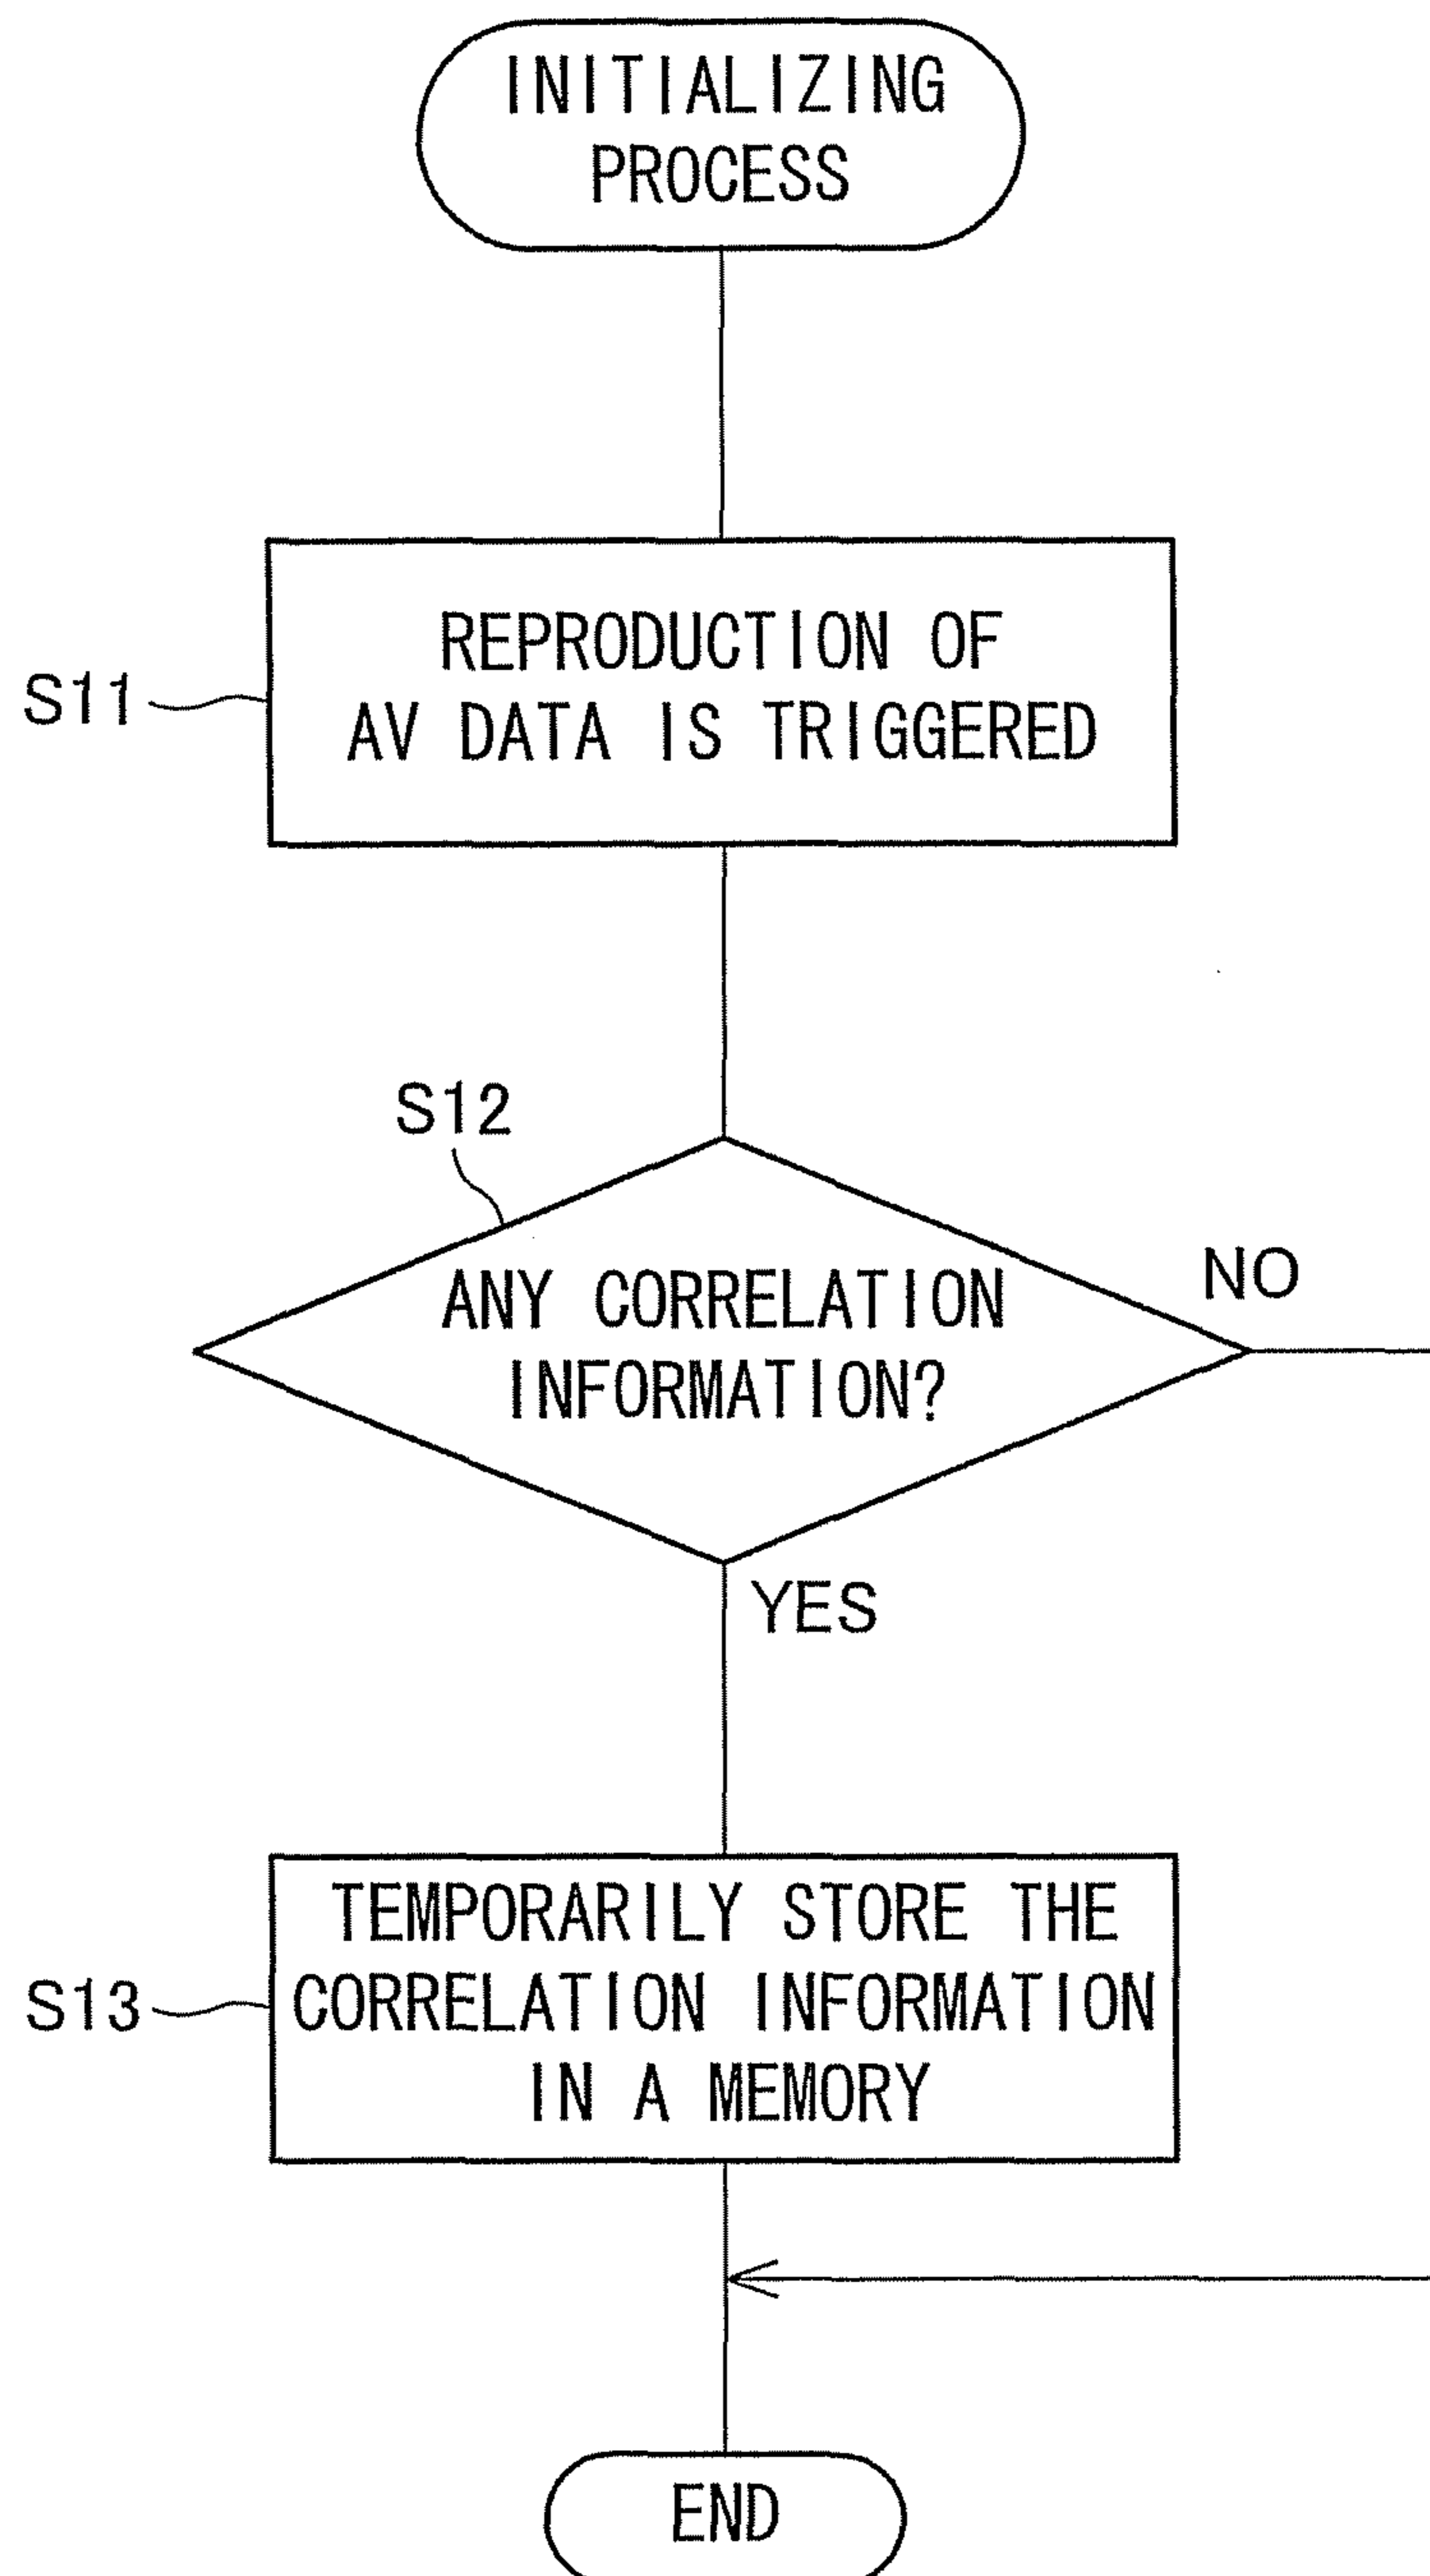 INITIALIZING
PROCESS
REPRODUCTION OF
AV DATA IS TRIGGERED
S11
S12
ANY CORRELATION
INFORMATION?
NO
YES
TEMPORARILY STORE THE
CORRELATION INFORMATION
IN A MEMORY
S13
END